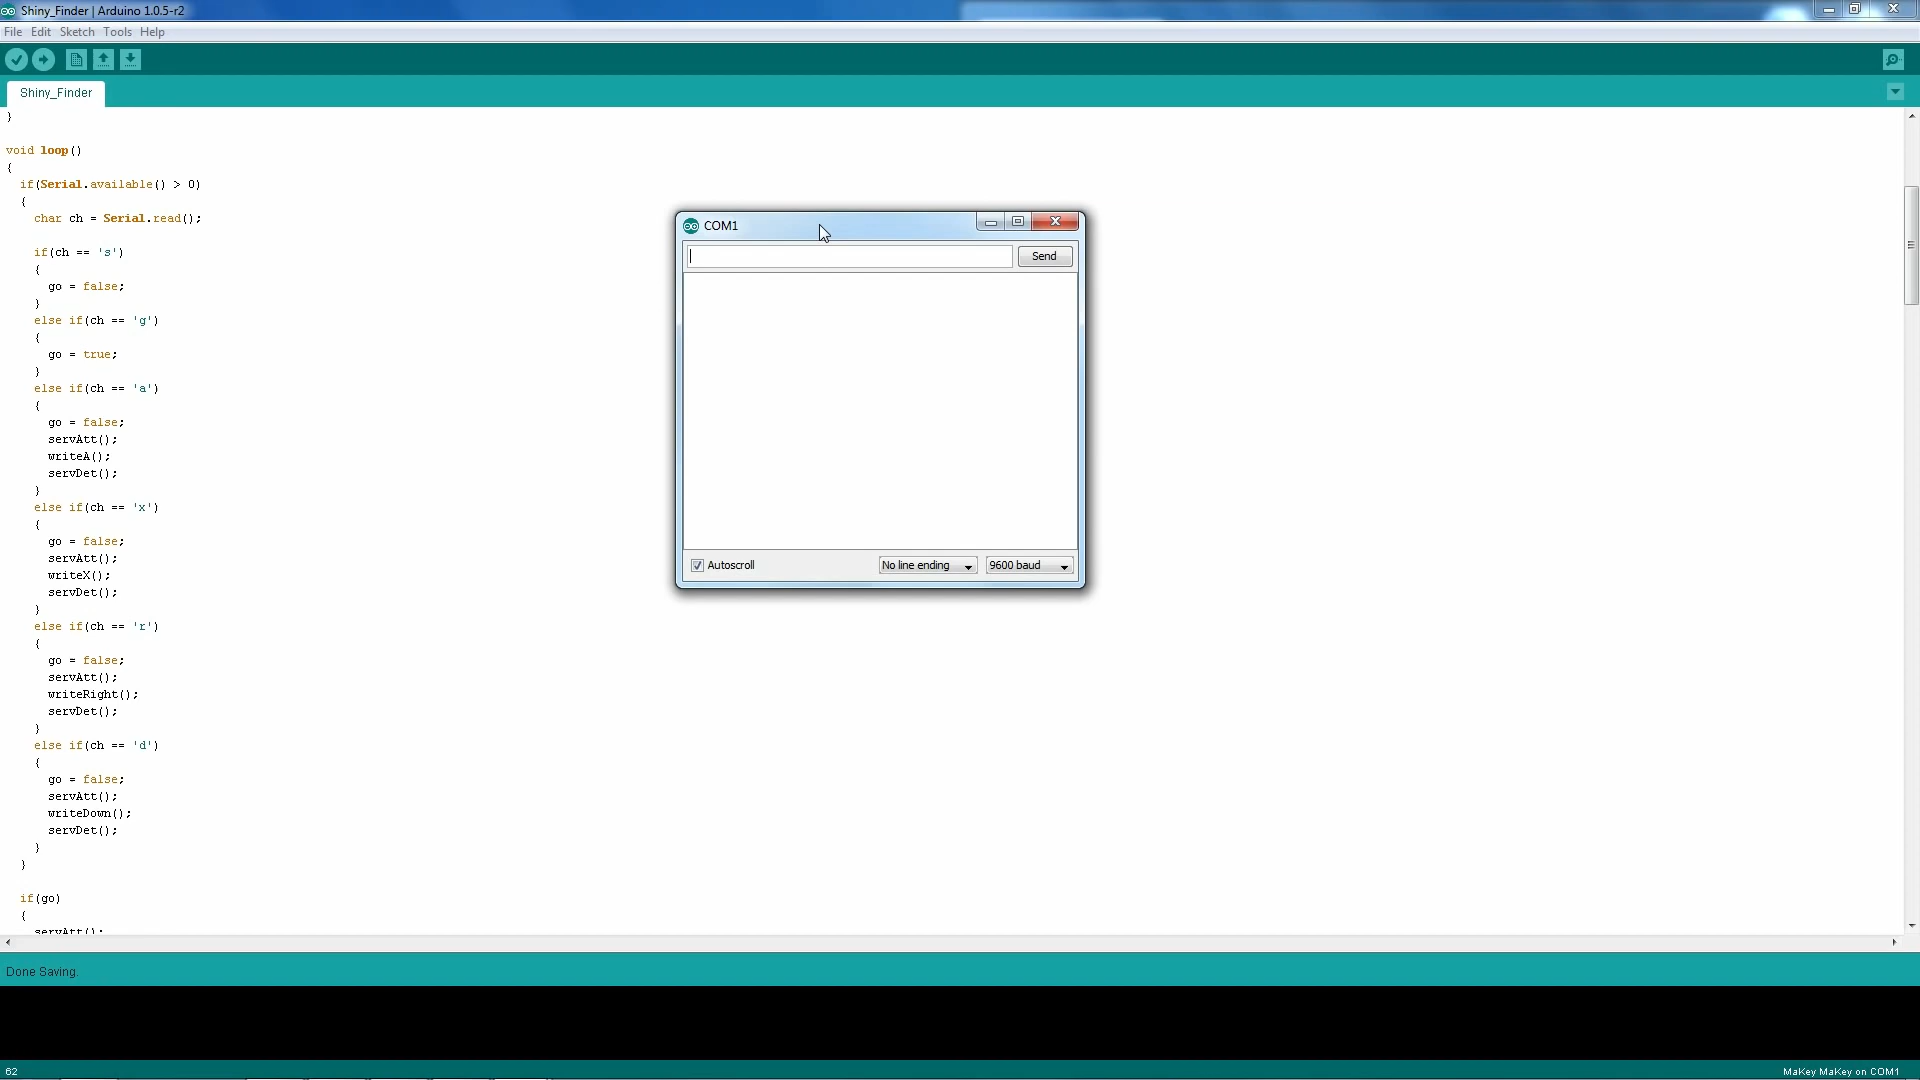 Shiny_Finder | Arduino 1.0.5-r2
File Edit Sketch Tools Help
Shiny_Finder
}
void loop()
{
if(Serial.available() > 0)
{
char ch = Serial.read();
if(ch == 's')
{
go = false;
}
else if(ch == 'g')
{
go = true;
}
else if(ch == 'a')
{
go = false;
servAtt();
writeA();
servDet();
}
else if(ch == 'x')
{
go = false;
servAtt();
writeX();
servDet();
}
else if(ch == 'r')
{
go = false;
servAtt();
writeRight();
servDet();
}
else if(ch == 'd')
{
go = false;
servAtt();
writeDown();
servDet();
}
}
if(go)
{
servAtt();
COM1
Send
Autoscroll
No line ending
9600 baud
Done Saving.
62
MaKey MaKey on COM1